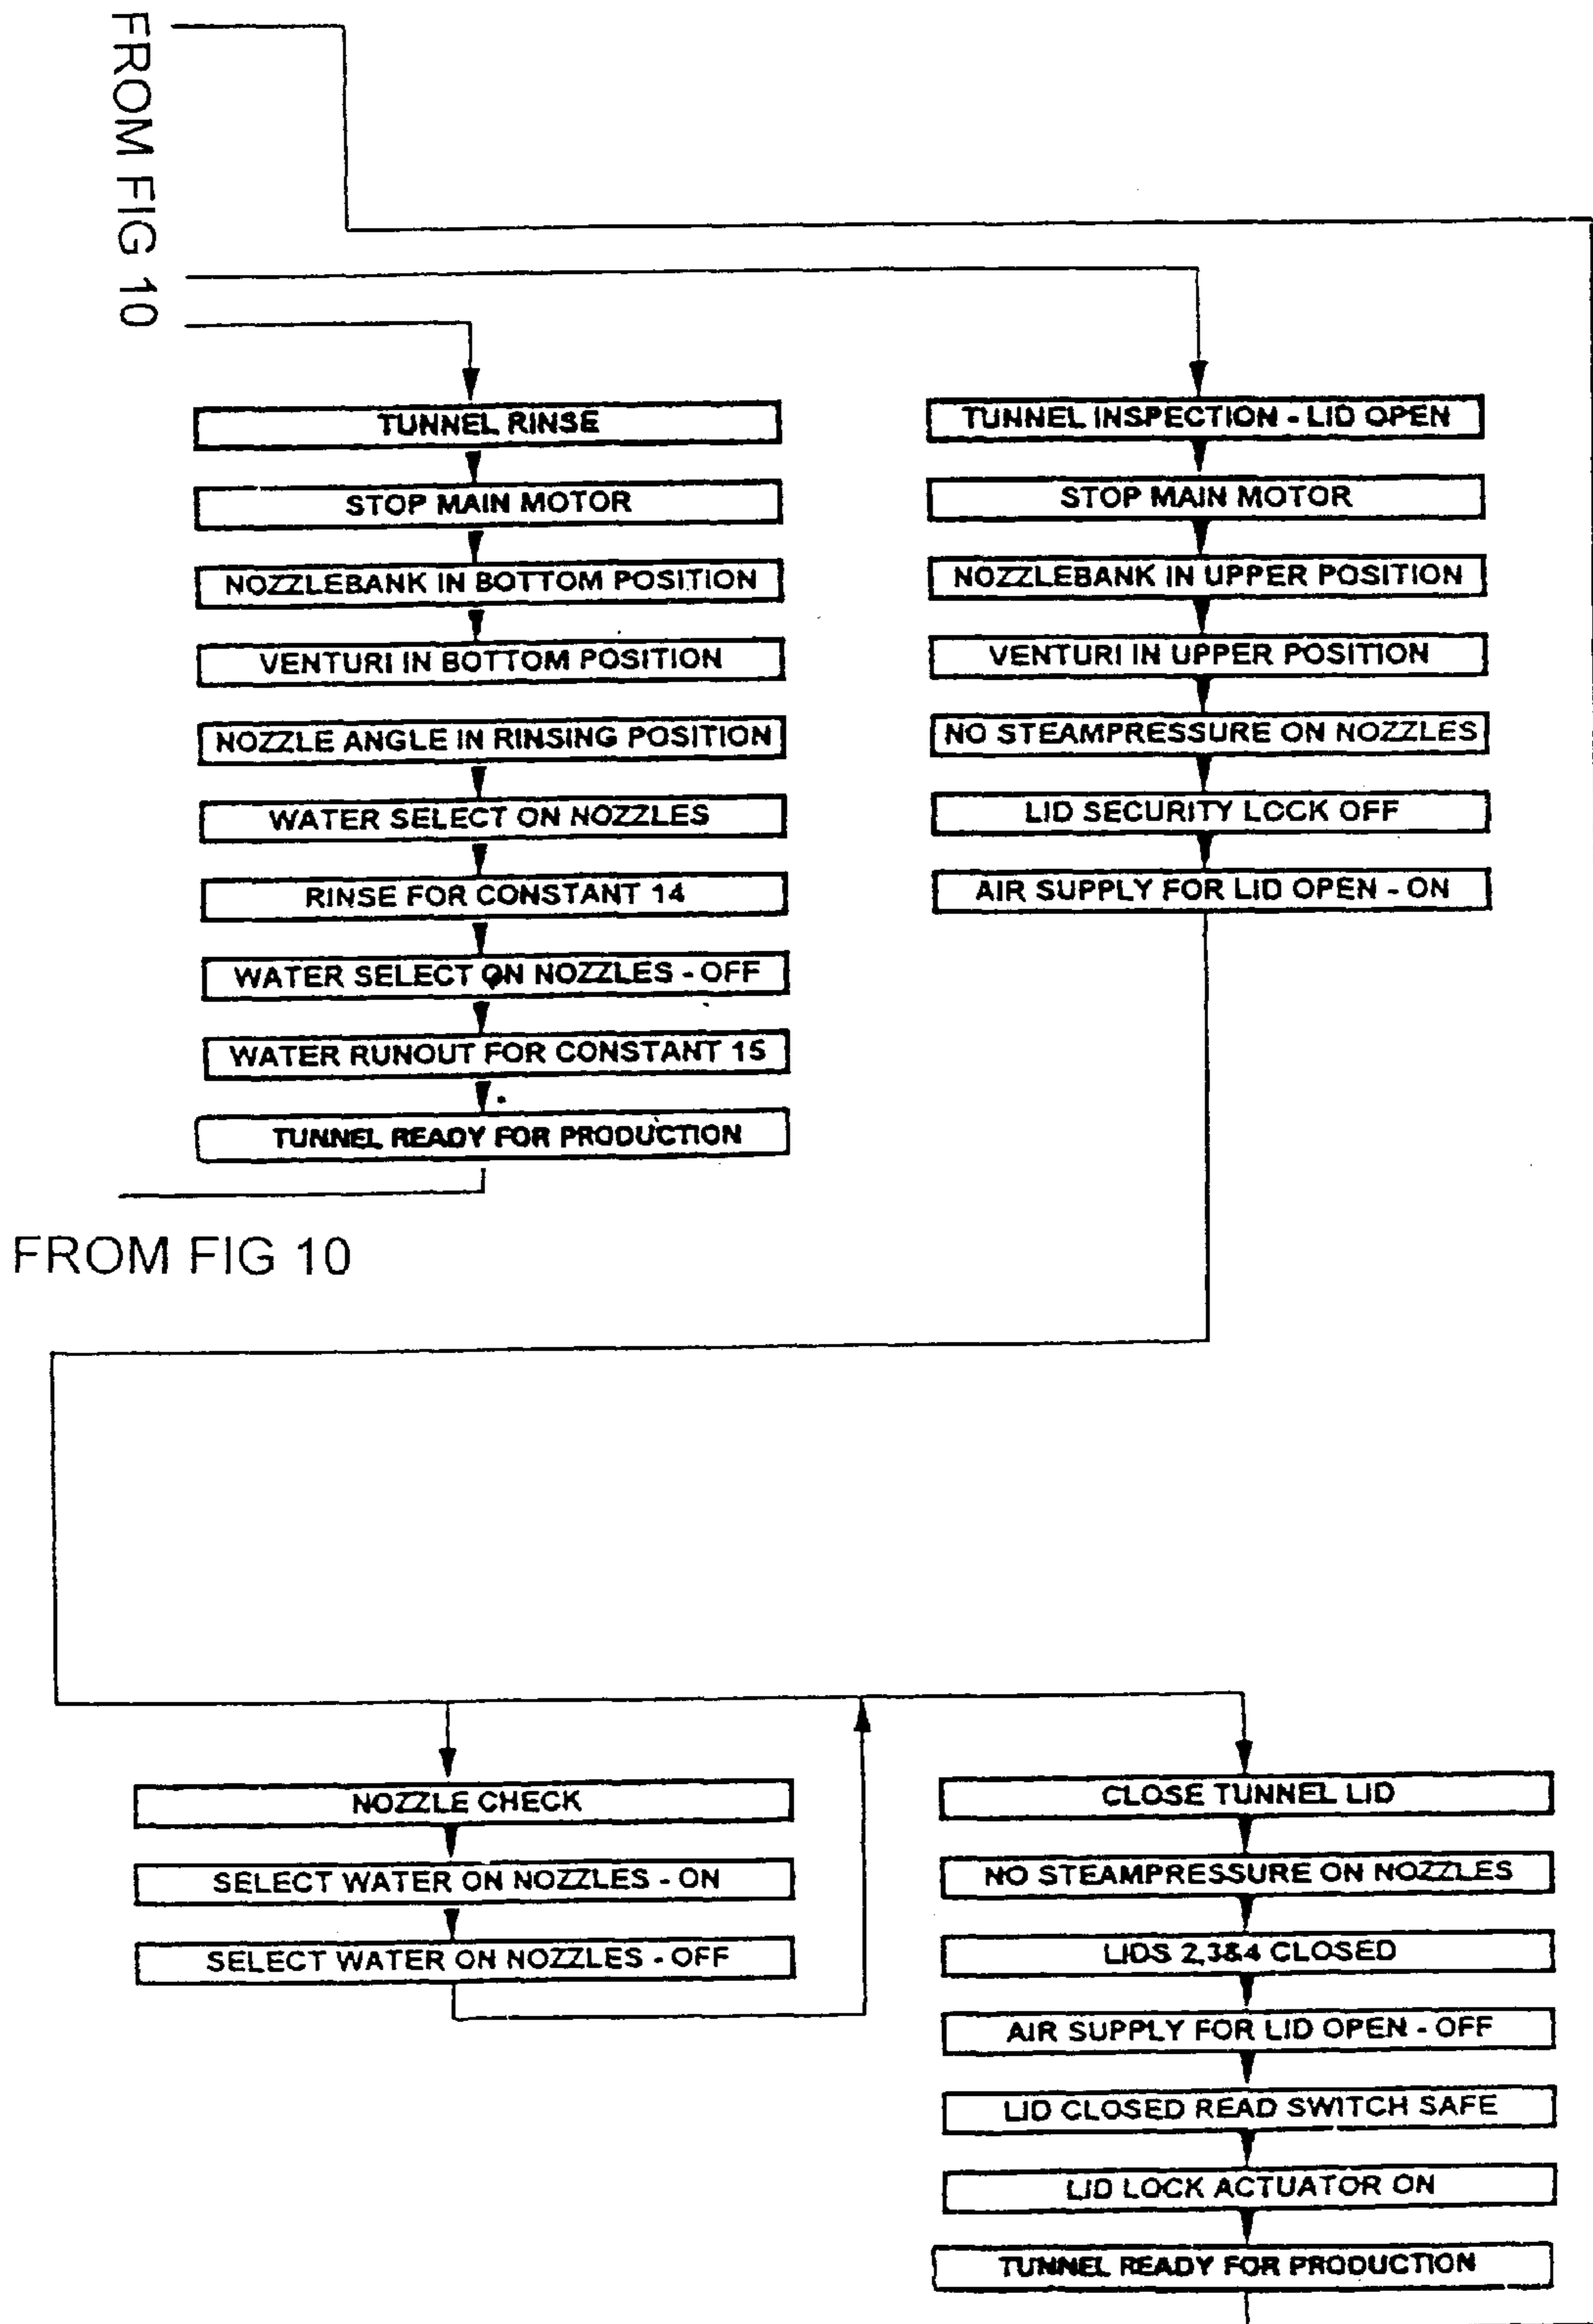 FROM FIG 10
TUNNEL RINSE
STOP MAIN MOTOR
NOZZLEBANK IN BOTTOM POSITION
VENTURI IN BOTTOM POSITION
NOZZLE ANGLE IN RINSING POSITION
WATER SELECT ON NOZZLES
RINSE FOR CONSTANT 14
WATER SELECT ON NOZZLES - OFF
WATER RUNOUT FOR CONSTANT 15
TUNNEL READY FOR PRODUCTION
FROM FIG 10
TUNNEL INSPECTION - LID OPEN
STOP MAIN MOTOR
NOZZLEBANK IN UPPER POSITION
VENTURI IN UPPER POSITION
NO STEAMPRESSURE ON NOZZLES
LID SECURITY LOCK OFF
AIR SUPPLY FOR LID OPEN - ON
NOZZLE CHECK
SELECT WATER ON NOZZLES - ON
SELECT WATER ON NOZZLES - OFF
CLOSE TUNNEL LID
NO STEAMPRESSURE ON NOZZLES
LIDS 2,3&4 CLOSED
AIR SUPPLY FOR LID OPEN - OFF
LID CLOSED READ SWITCH SAFE
LID LOCK ACTUATOR ON
TUNNEL READY FOR PRODUCTION